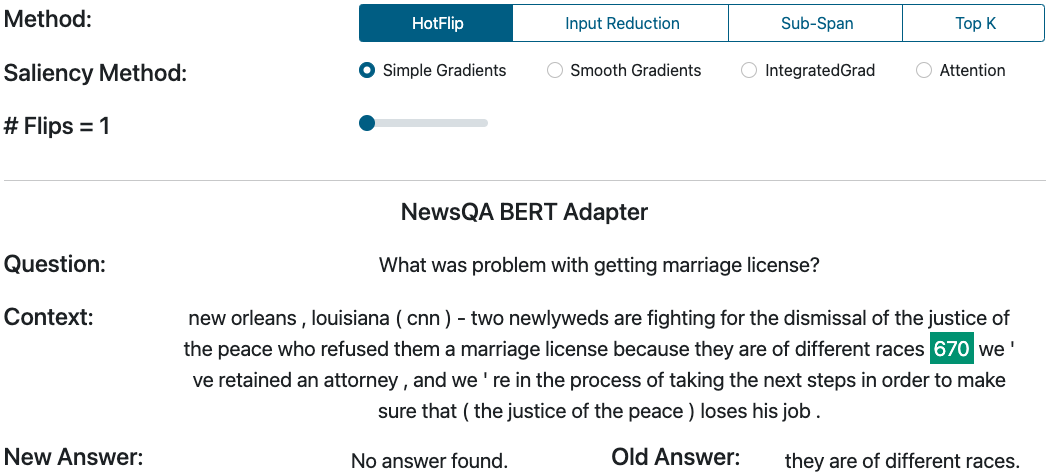 Method: HotFlip Input Reduction Sub-Span Top K
Saliency Method: Simple Gradients Smooth Gradients IntegratedGrad Attention
# Flips = 1
NewsQA BERT Adapter
Question: What was problem with getting marriage license?
Context: new orleans , louisiana ( cnn ) - two newlyweds are fighting for the dismissal of the justice of
the peace who refused them a marriage license because they are of different races 670 we '
ve retained an attorney , and we ' re in the process of taking the next steps in order to make
sure that ( the justice of the peace ) loses his job .
New Answer: No answer found. Old Answer: they are of different races.